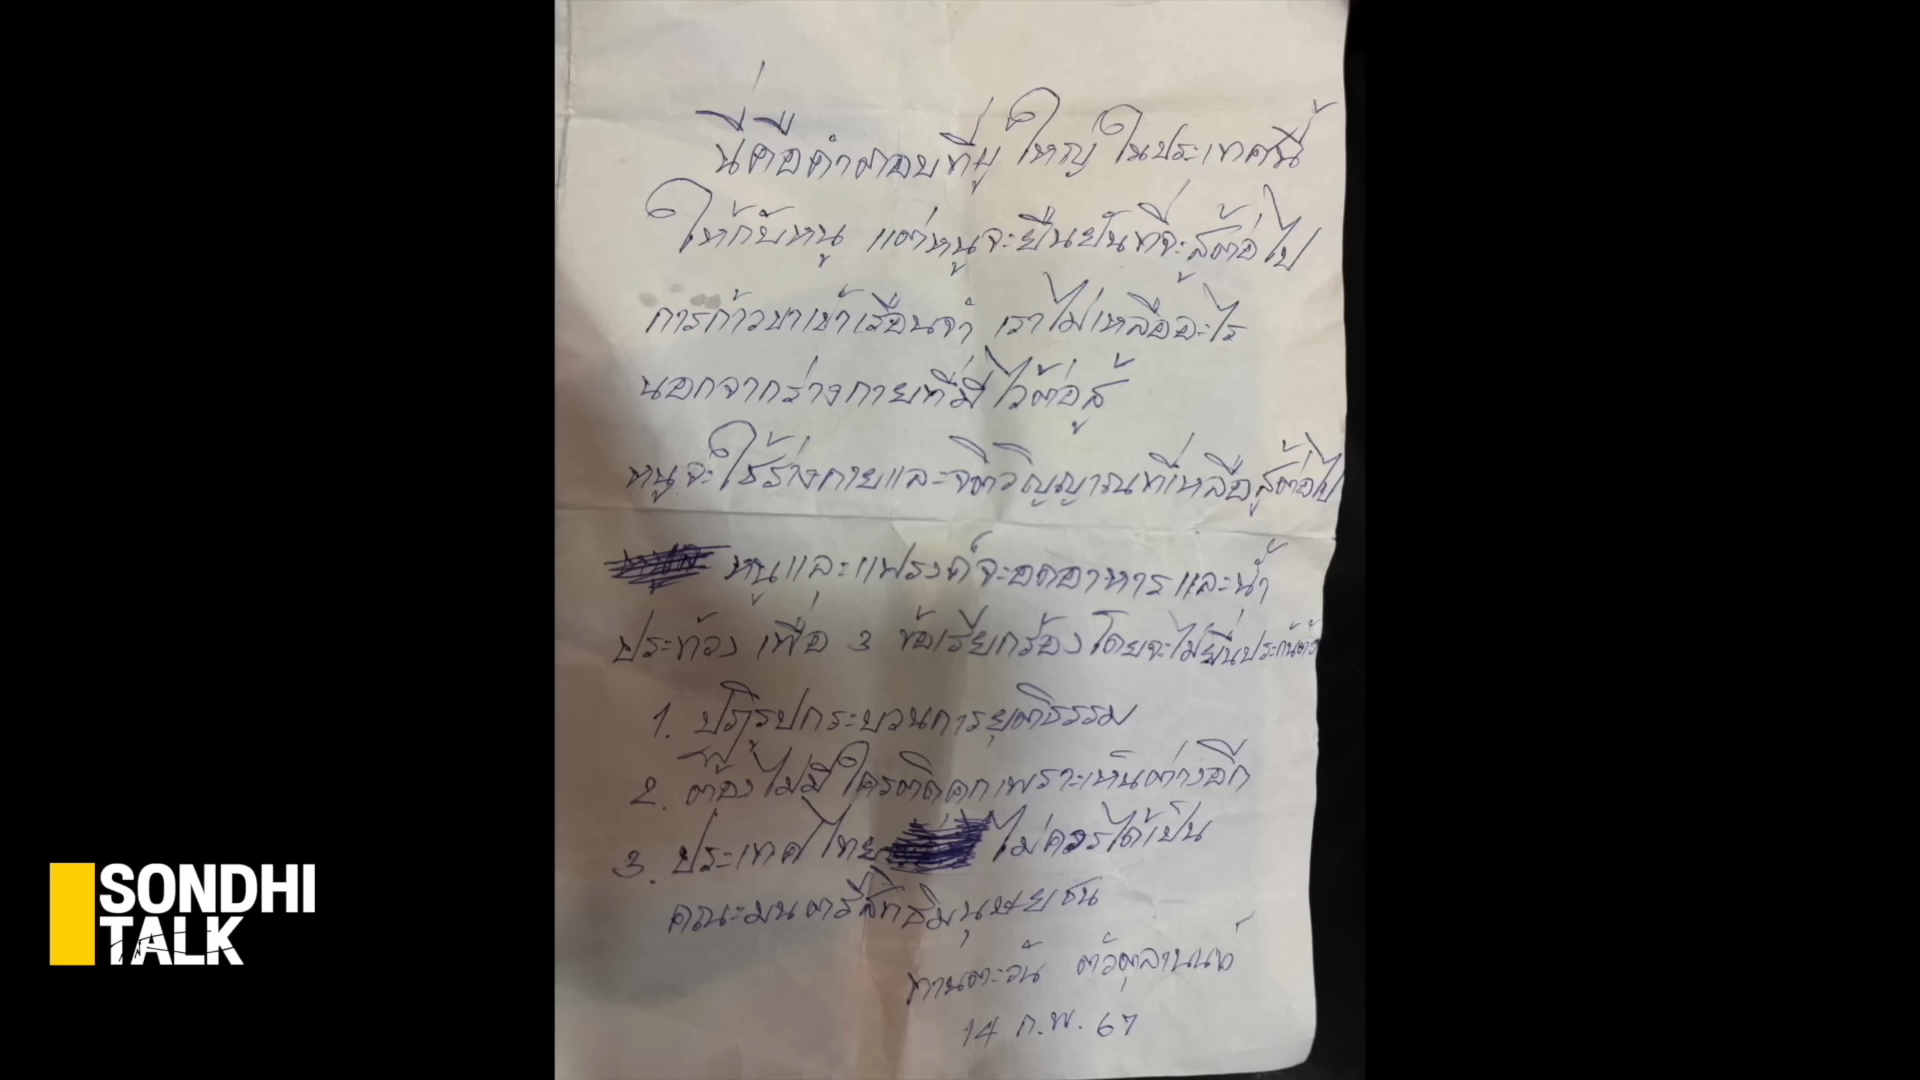 นี่คือคำตอบที่ผู้ใหญ่ในประเทศนี้
ให้กับหนู แต่หนูจะยืนยันที่จะสู้ต่อไป
การก้าวขาเข้าเรือนจำ เราไม่เหลืออะไร
นอกจากร่างกายที่มีไว้ต่อสู้
หนูจะใช้ร่างกายและจิตวิญญาณที่เหลือสู้ต่อไป
หนูและแฟรงค์จะอดอาหารและน้ำ
ประท้วง เพื่อ 3 ข้อเรียกร้อง โดยจะไม่ยื่นประกันตัว
1. ปฏิรูปกระบวนการยุติธรรม
2. ต้องไม่มีใครติดคุกเพราะเห็นต่างอีก
3. ประเทศไทย ไม่ควรได้เป็น
คณะมนตรีสิทธิมนุษยชน
ทานตะวัน ตัวตุลานนท์
14 ก.พ. 67
SONDHI
TALK